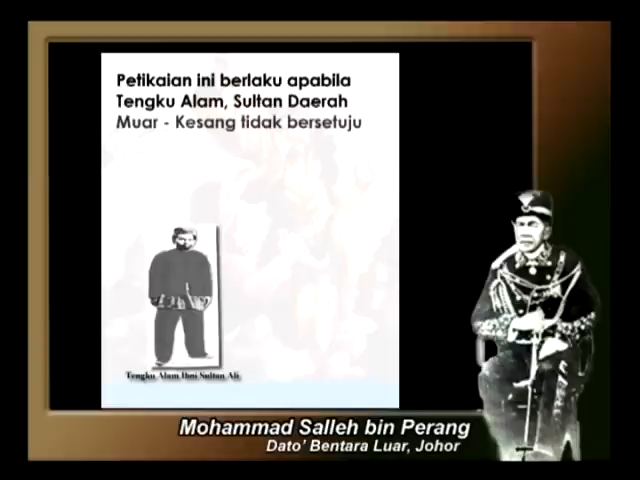 Petikaian ini berlaku apabila
Tengku Alam, Sultan Daerah
Muar - Kesang tidak bersetuju
Tengku Alam Ibni Sultan Ali
Mohammad Salleh bin Perang
Dato' Bentara Luar, Johor